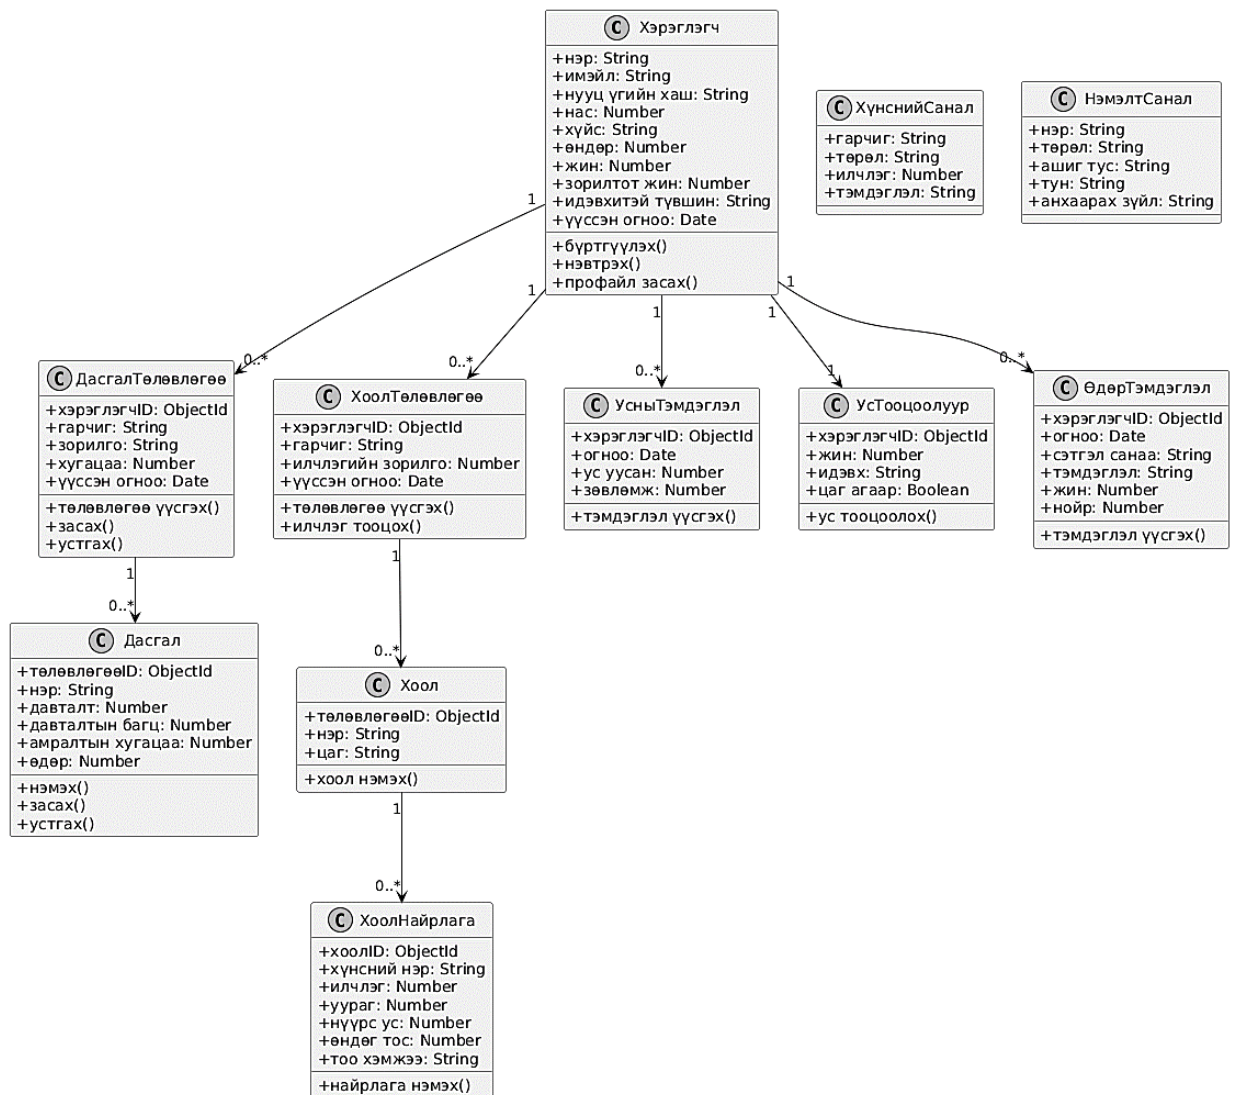 C Хэрэглэгч
+нэр: String
+имэйл: String
+нууц үгийн хаш: String
+нас: Number
+хүйс: String
+өндөр: Number
+жин: Number
+зорилтот жин: Number
+идэвхитэй түвшин: String
+үүссэн огноо: Date
+бүртгүүлэх()
+нэвтрэх()
+профайл засах()
C ХүнснийСанал
+гарчиг: String
+төрөл: String
+илчлэг: Number
+тэмдэглэл: String
C НэмэлтСанал
+нэр: String
+төрөл: String
+ашиг тус: String
+тун: String
+анхаарах зүйл: String
1
0..*
1
0..*
1
0..*
1
1
1
0..*
C ДасгалТөлөвлөгөө
+хэрэглэгчID: ObjectId
+гарчиг: String
+зорилго: String
+хугацаа: Number
+үүссэн огноо: Date
+төлөвлөгөө үүсгэх()
+засах()
+устгах()
C ХоолТөлөвлөгөө
+хэрэглэгчID: ObjectId
+гарчиг: String
+илчлэгийн зорилго: Number
+үүссэн огноо: Date
+төлөвлөгөө үүсгэх()
+илчлэг тооцох()
C УсныТэмдэглэл
+хэрэглэгчID: ObjectId
+огноо: Date
+ус уусан: Number
+зөвлөмж: Number
+тэмдэглэл үүсгэх()
C УсТооцоолуур
+хэрэглэгчID: ObjectId
+жин: Number
+идэвх: String
+цаг агаар: Boolean
+ус тооцоолох()
C ӨдөрТэмдэглэл
+хэрэглэгчID: ObjectId
+огноо: Date
+сэтгэл санаа: String
+тэмдэглэл: String
+жин: Number
+нойр: Number
+тэмдэглэл үүсгэх()
1
0..*
1
0..*
C Дасгал
+төлөвлөгөөID: ObjectId
+нэр: String
+давталт: Number
+давталтын багц: Number
+амралтын хугацаа: Number
+өдөр: Number
+нэмэх()
+засах()
+устгах()
C Хоол
+төлөвлөгөөID: ObjectId
+нэр: String
+цаг: String
+хоол нэмэх()
1
0..*
C ХоолНайрлага
+хоолID: ObjectId
+хүнсний нэр: String
+илчлэг: Number
+уураг: Number
+нүүрс ус: Number
+өндөг тос: Number
+тоо хэмжээ: String
+найрлага нэмэх()